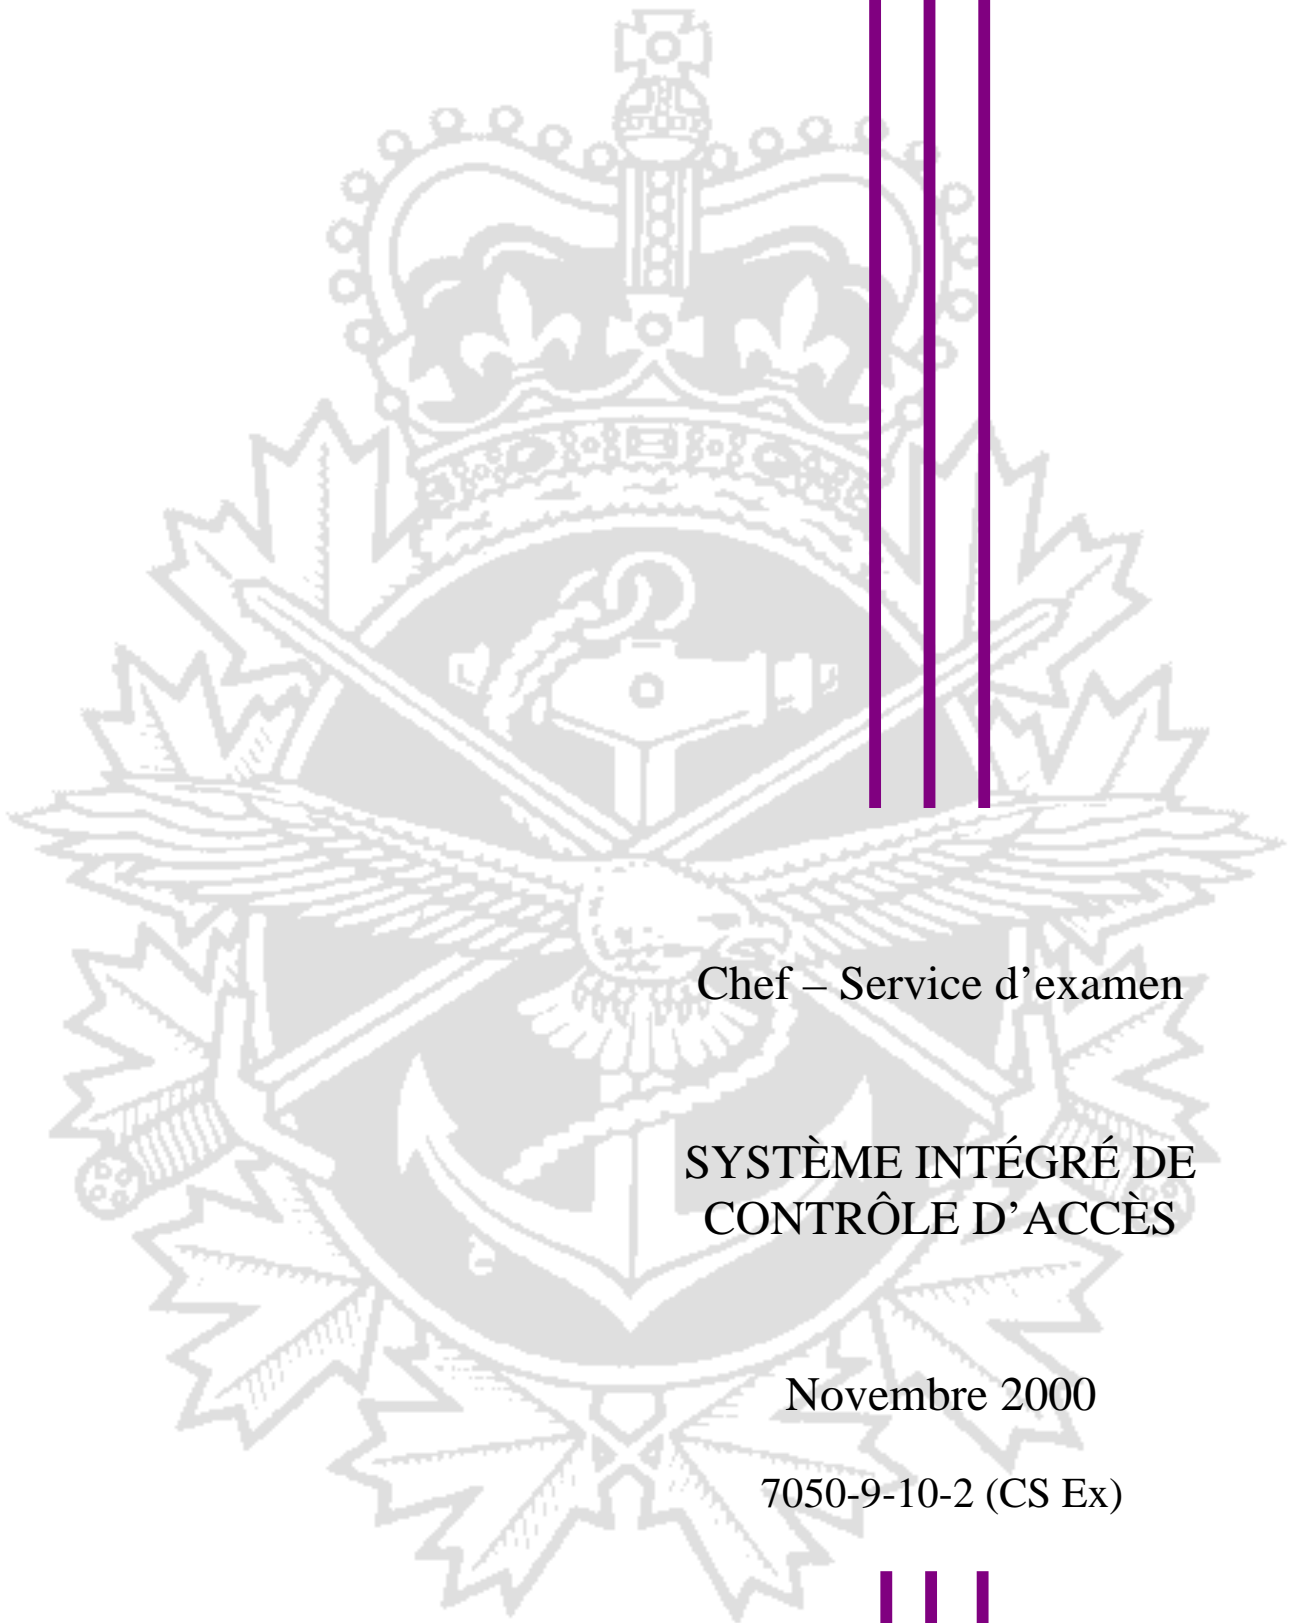 Chef – Service d’examen
SYSTÈME INTÉGRÉ DE
CONTRÔLE D’ACCÈS
Novembre 2000
7050-9-10-2 (CS Ex)